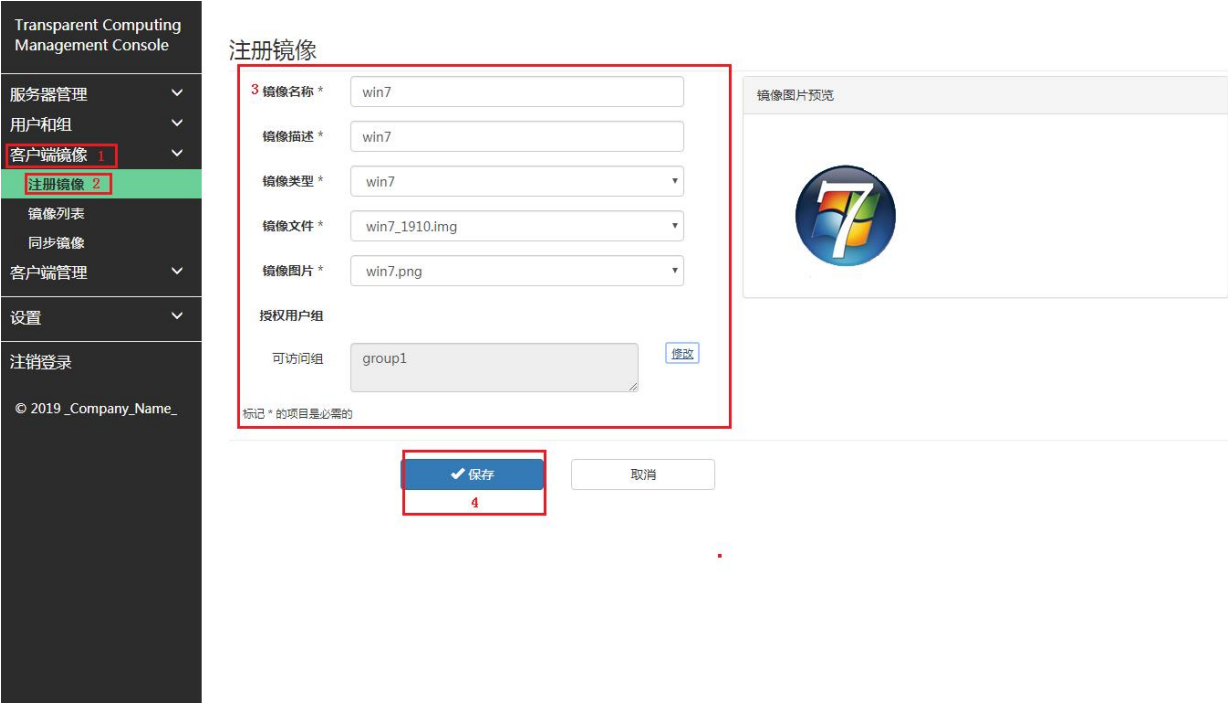 Transparent Computing
Management Console
服务器管理
用户和组
客户端镜像 1
注册镜像 2
镜像列表
同步镜像
客户端管理
设置
注销登录
© 2019 _Company_Name_
注册镜像
3 镜像名称 * win7
镜像描述 * win7
镜像类型 * win7
镜像文件 * win7_1910.img
镜像图片 * win7.png
授权用户组
可访问组 group1 修改
标记 * 的项目是必需的
保存 取消
4
镜像图片预览
7